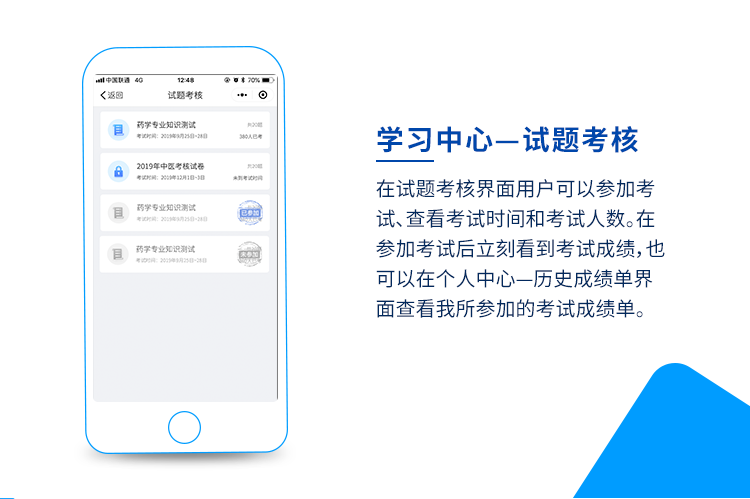 中国联通 4G 12:48 70%
返回 试题考核
药学专业知识测试 共20题
考试时间：2019年9月25日-28日 380人已考
2019年中医考核试卷 共20题
考试时间：2019年12月1日-3日 未到考试时间
药学专业知识测试
考试时间：2019年9月25日-28日 已参加
药学专业知识测试
考试时间：2019年9月25日-28日 未参加
学习中心—试题考核
在试题考核界面用户可以参加考
试、查看考试时间和考试人数。在
参加考试后立刻看到考试成绩，也
可以在个人中心—历史成绩单界
面查看我所参加的考试成绩单。